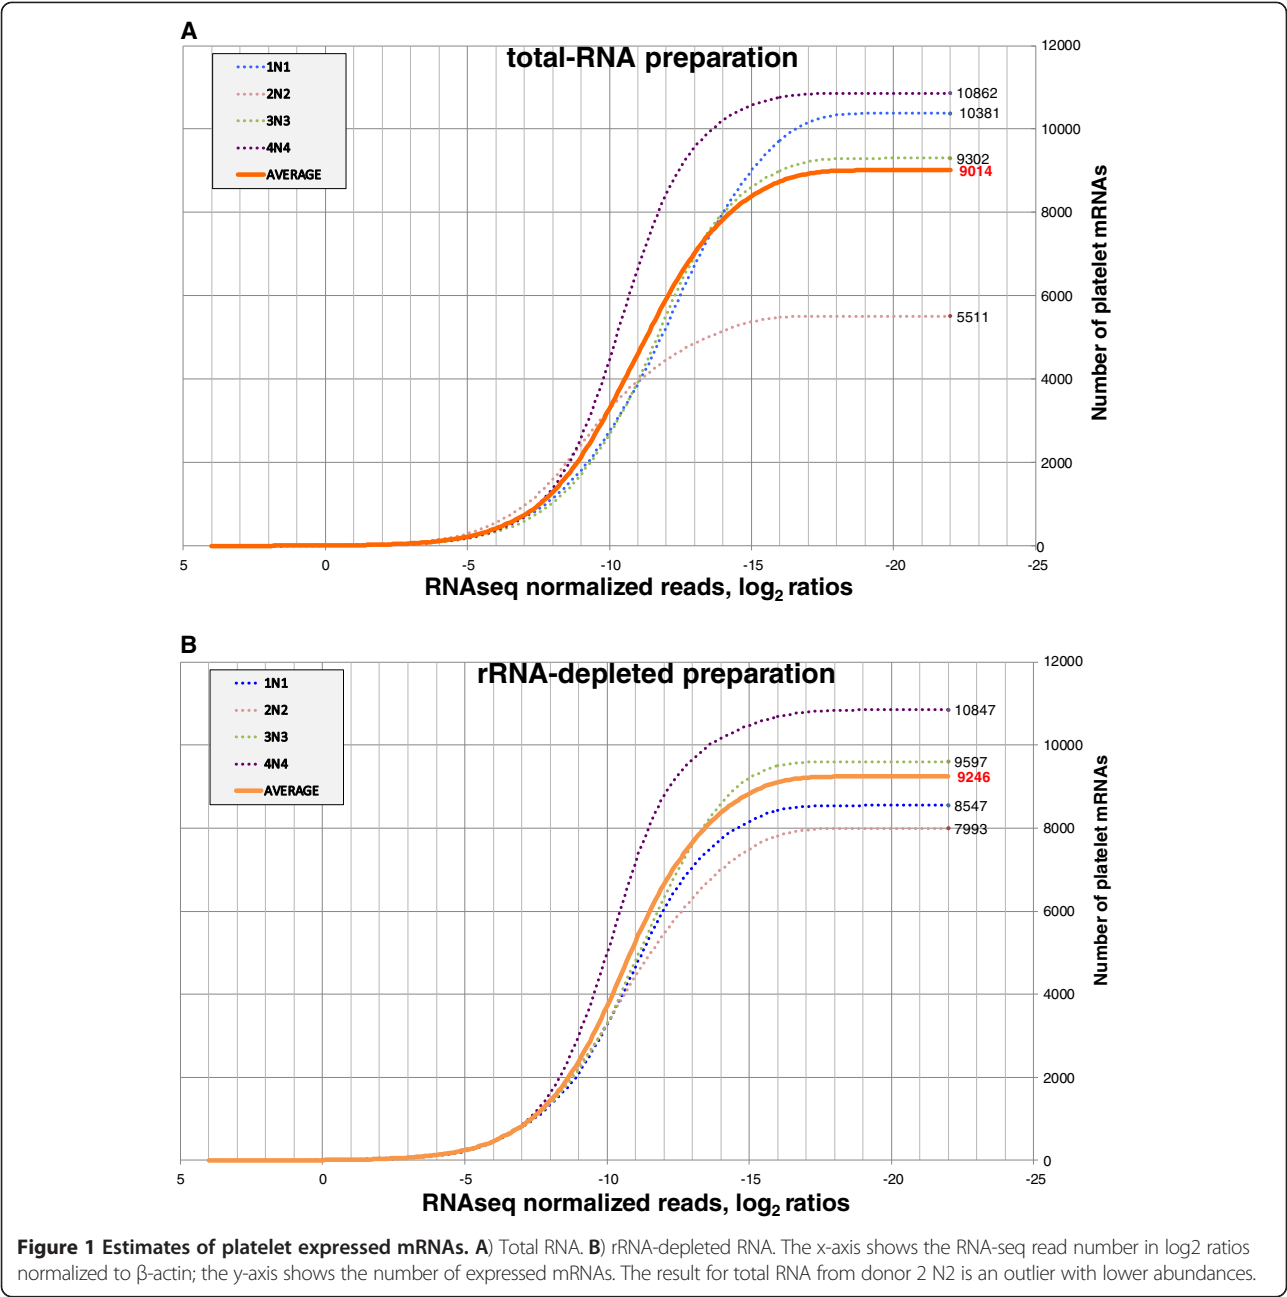 A
total-RNA preparation
1N1
2N2
3N3
4N4
AVERAGE
12000
10000
8000
6000
4000
2000
0
10862
10381
9302
9014
5511
Number of platelet mRNAs
5
0
-5
-10
-15
-20
-25
RNAseq normalized reads, log2 ratios
B
rRNA-depleted preparation
1N1
2N2
3N3
4N4
AVERAGE
12000
10000
8000
6000
4000
2000
0
10847
9597
9246
8547
7993
Number of platelet mRNAs
5
0
-5
-10
-15
-20
-25
RNAseq normalized reads, log2 ratios
Figure 1 Estimates of platelet expressed mRNAs. A) Total RNA. B) rRNA-depleted RNA. The x-axis shows the RNA-seq read number in log2 ratios
normalized to β-actin; the y-axis shows the number of expressed mRNAs. The result for total RNA from donor 2 N2 is an outlier with lower abundances.